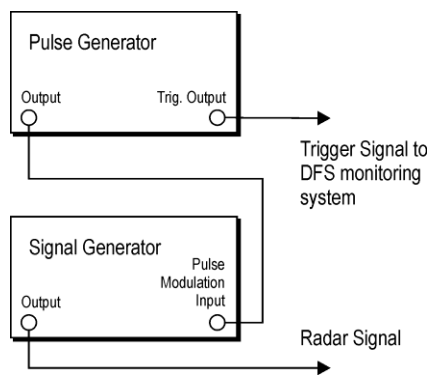 Pulse Generator
Output
Trig. Output
Trigger Signal to
DFS monitoring
system
Signal Generator
Pulse
Modulation
Input
Output
Radar Signal